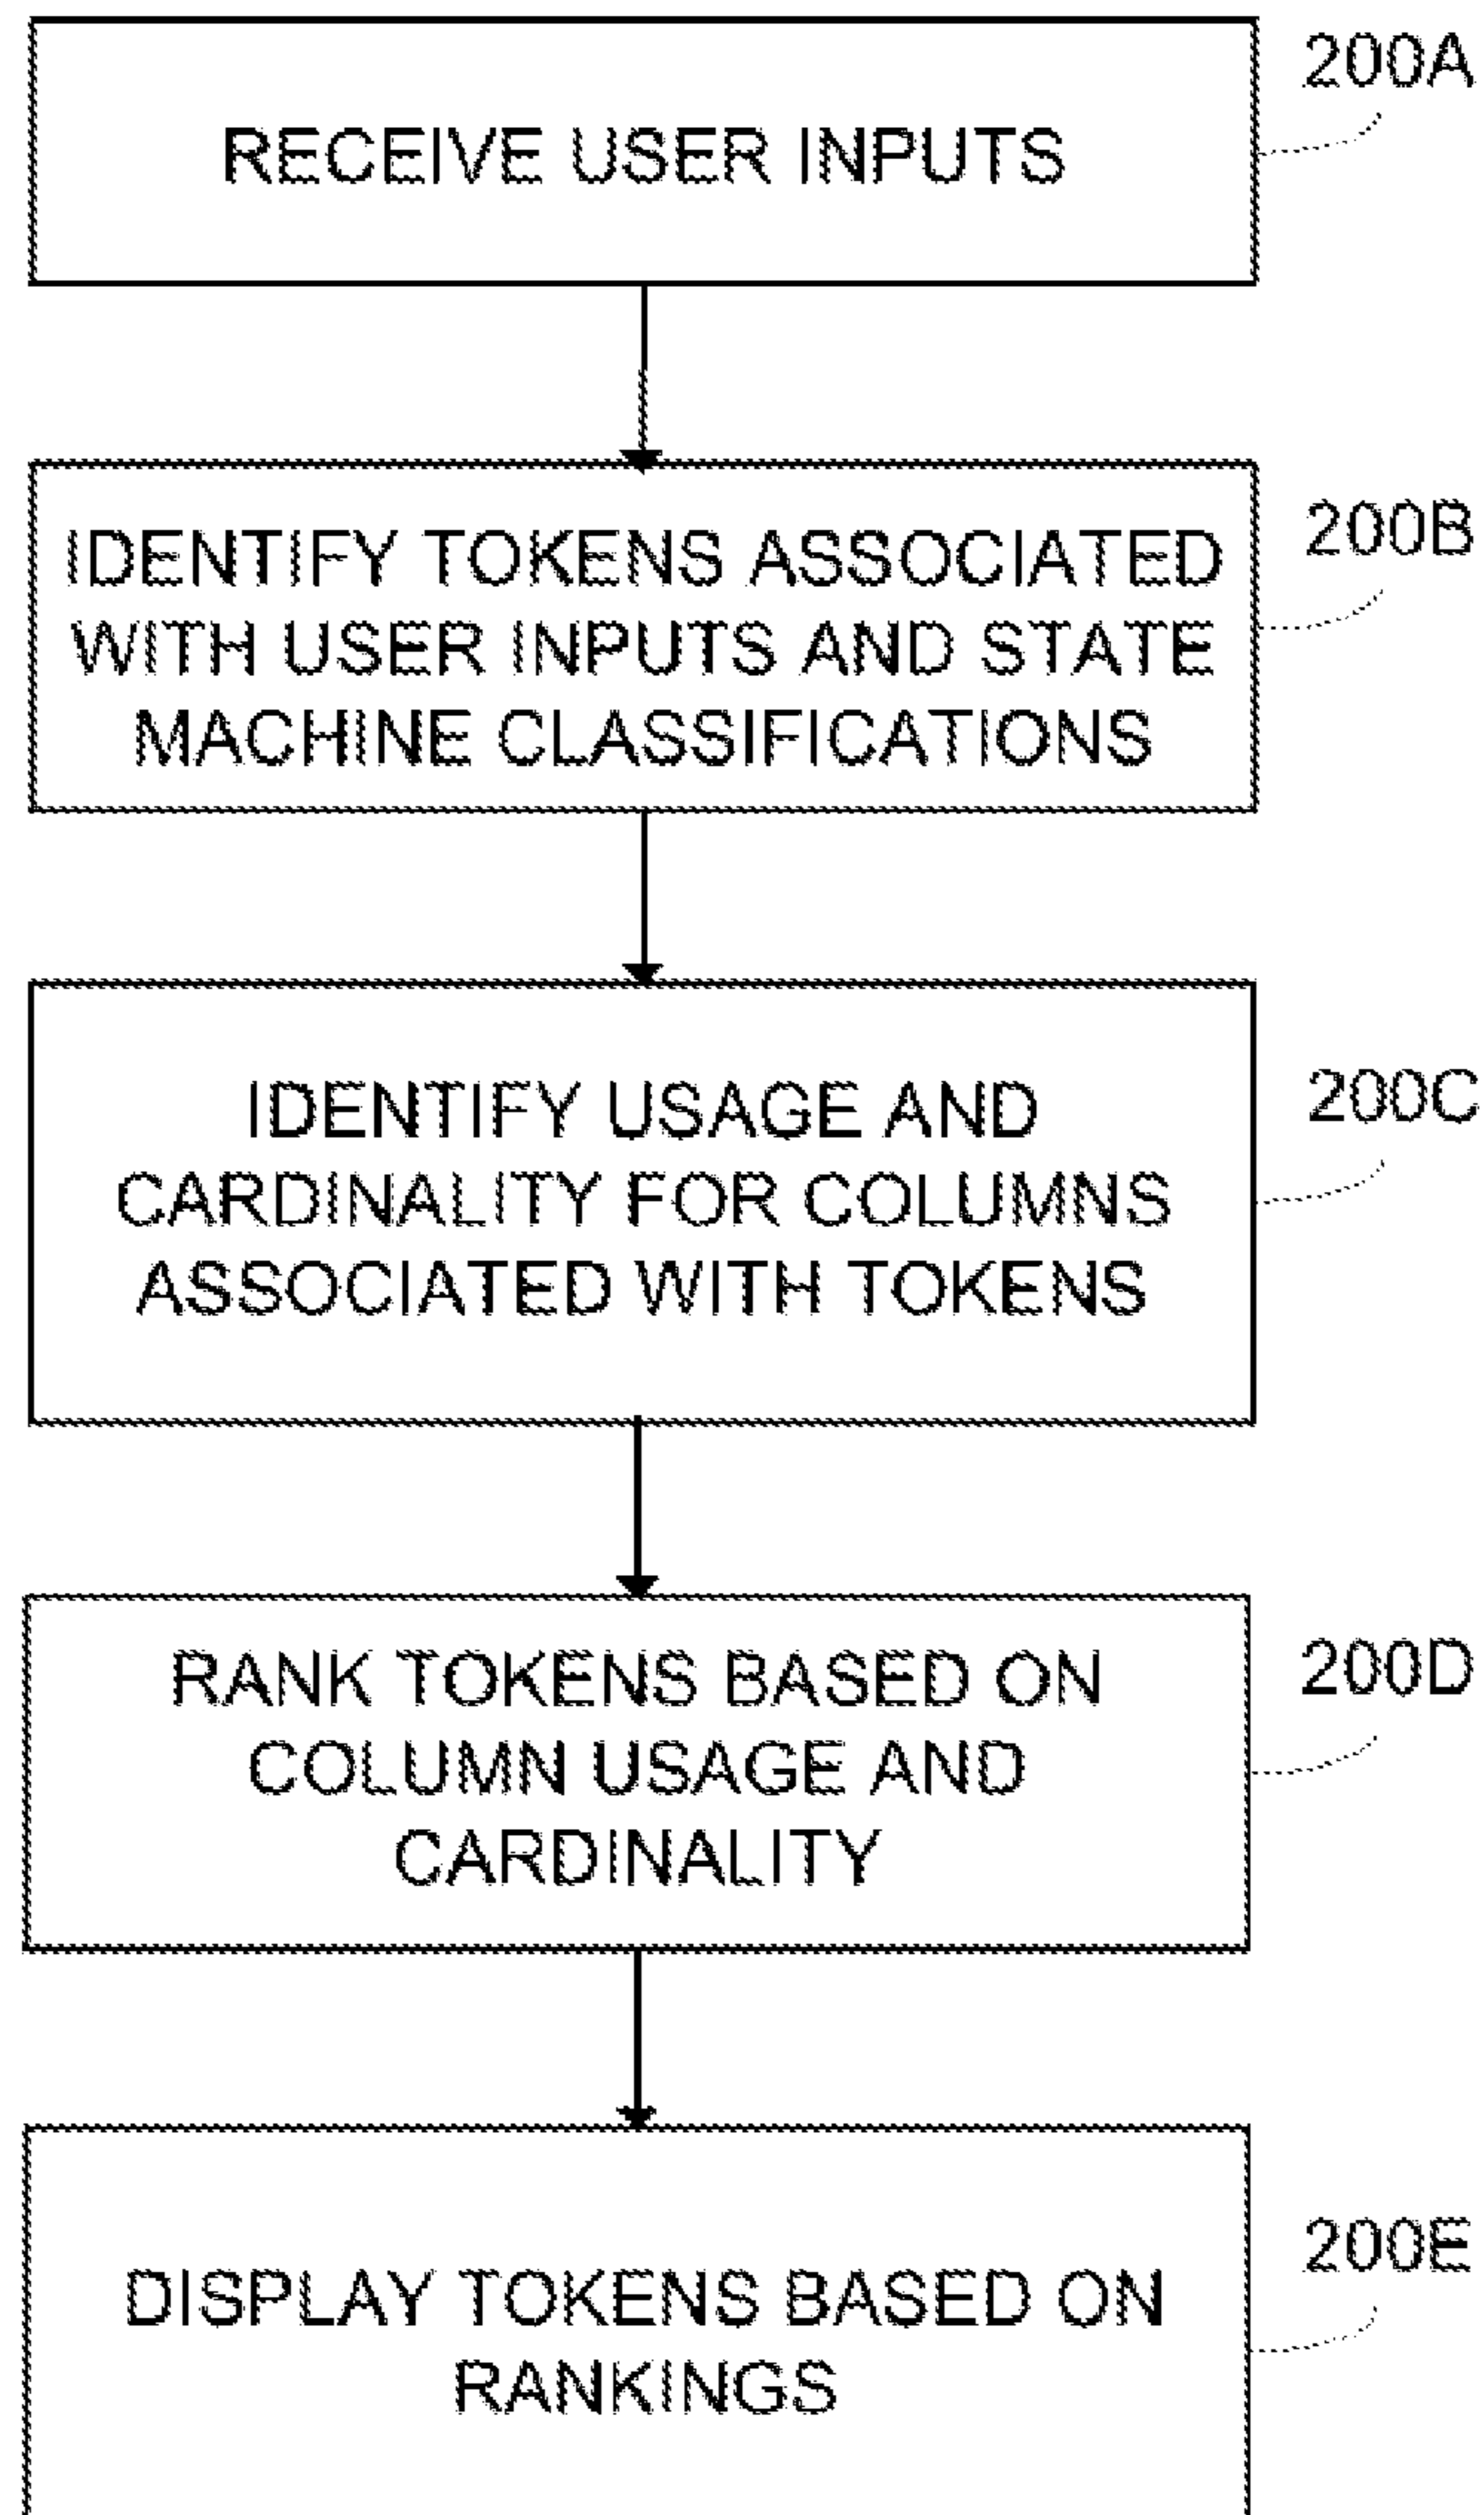 200A
RECEIVE USER INPUTS
200B
IDENTIFY TOKENS ASSOCIATED
WITH USER INPUTS AND STATE
MACHINE CLASSIFICATIONS
200C
IDENTIFY USAGE AND
CARDINALITY FOR COLUMNS
ASSOCIATED WITH TOKENS
200D
RANK TOKENS BASED ON
COLUMN USAGE AND
CARDINALITY
200E
DISPLAY TOKENS BASED ON
RANKINGS